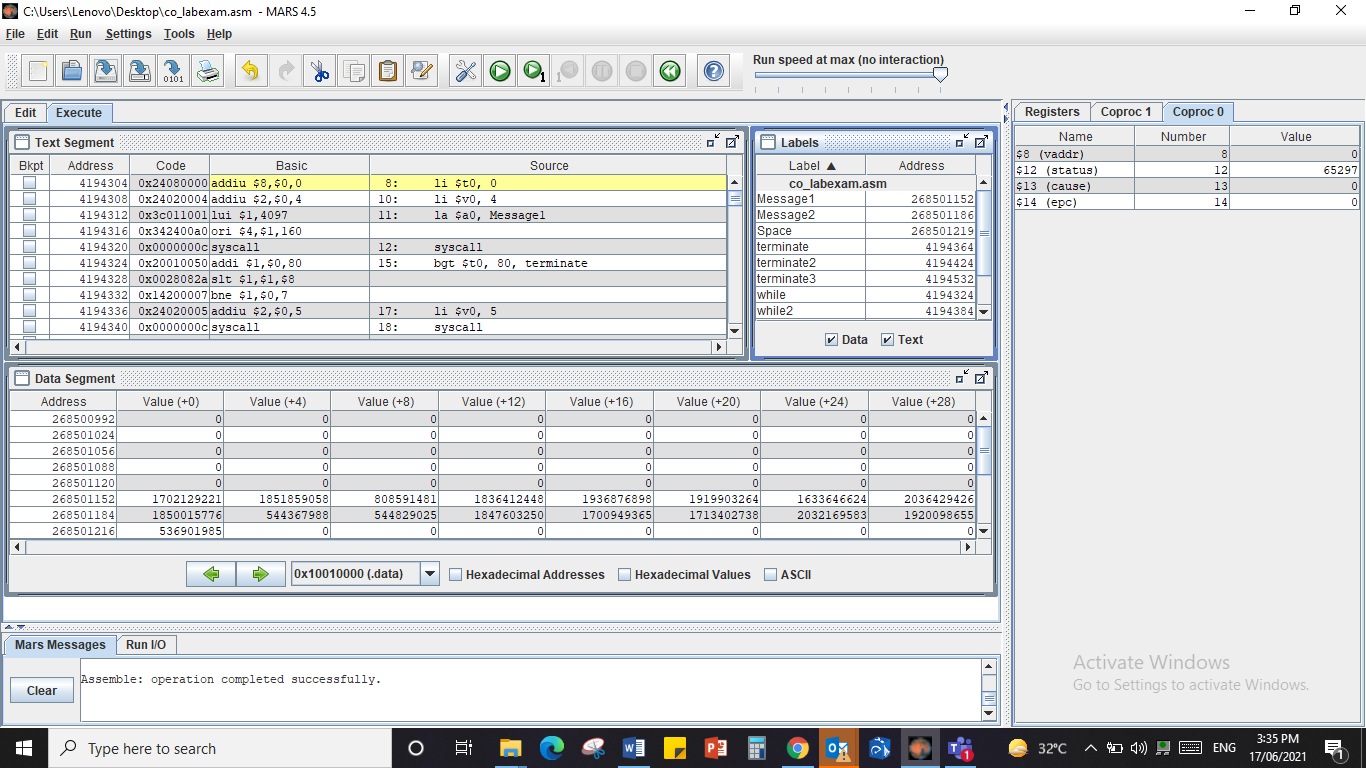 C:\Users\Lenovo\Desktop\co_labexam.asm - MARS 4.5
File Edit Run Settings Tools Help
Run speed at max (no interaction)
Edit Execute
Text Segment
Bkpt Address Code Basic Source
4194304 0x24080000 addiu $8,$0,0 8: li $t0, 0
4194308 0x24020004 addiu $2,$0,4 10: li $v0, 4
4194312 0x3c011001 lui $1,4097 11: la $a0, Message1
4194316 0x342400a0 ori $4,$1,160
4194320 0x0000000c syscall 12: syscall
4194324 0x20010050 addi $1,$0,80 15: bgt $t0, 80, terminate
4194328 0x0028082a slt $1,$1,$8
4194332 0x14200007 bne $1,$0,7
4194336 0x24020005 addiu $2,$0,5 17: li $v0, 5
4194340 0x0000000c syscall 18: syscall
Labels
Label ▲ Address
co_labexam.asm
Message1 268501152
Message2 268501186
Space 268501219
terminate 4194364
terminate2 4194424
terminate3 4194532
while 4194324
while2 4194384
Data Text
Data Segment
Address Value (+0) Value (+4) Value (+8) Value (+12) Value (+16) Value (+20) Value (+24) Value (+28)
268500992 0 0 0 0 0 0 0 0
268501024 0 0 0 0 0 0 0 0
268501056 0 0 0 0 0 0 0 0
268501088 0 0 0 0 0 0 0 0
268501120 0 0 0 0 0 0 0 0
268501152 1702129221 1851859058 808591481 1836412448 1936876898 1919903264 1633646624 2036429426
268501184 1850015776 544367988 544829025 1847603250 1700949365 1713402738 2032169583 1920098655
268501216 536901985 0 0 0 0 0 0 0
0x10010000 (.data) Hexadecimal Addresses Hexadecimal Values ASCII
Mars Messages Run I/O
Clear
Assemble: operation completed successfully.
Registers Coproc 1 Coproc 0
Name Number Value
$8 (vaddr) 8 0
$12 (status) 12 65297
$13 (cause) 13 0
$14 (epc) 14 0
Activate Windows
Go to Settings to activate Windows.
Type here to search
32°C
ENG
3:35 PM
17/06/2021